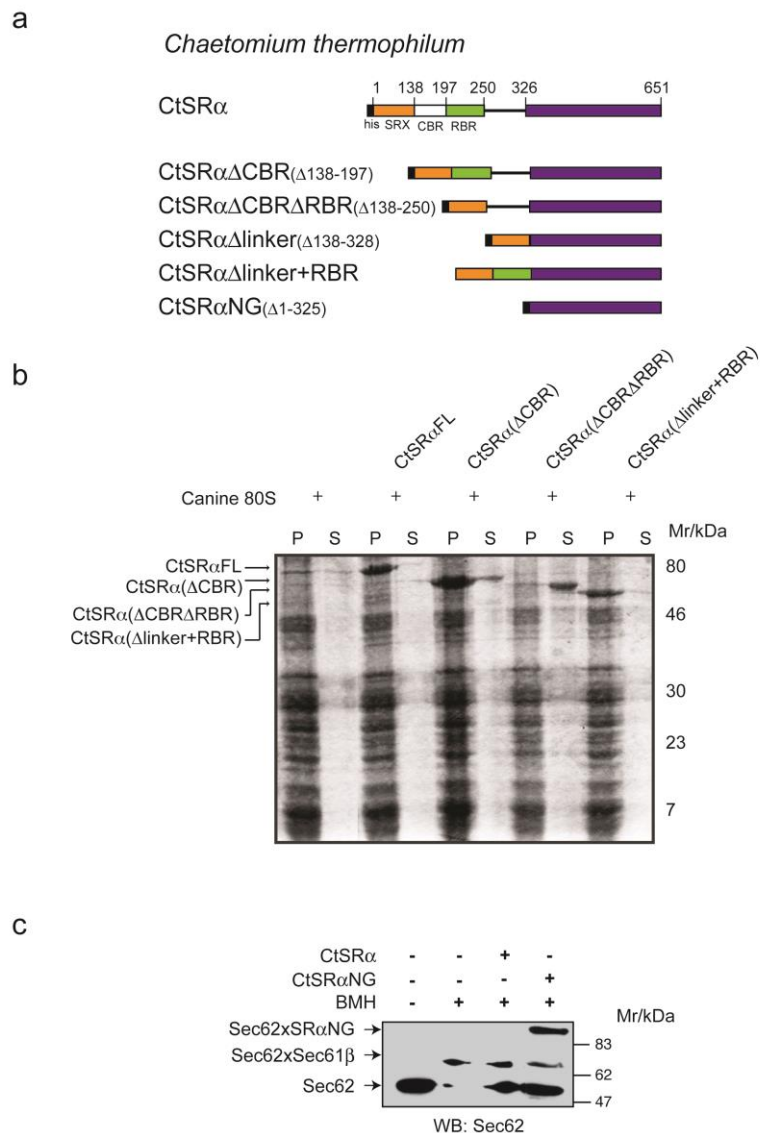 a
Chaetomium thermophilum
1 138 197 250 326 651
CtSRα
his SRX CBR RBR
CtSRαΔCBR(Δ138-197)
CtSRαΔCBRΔRBR(Δ138-250)
CtSRαΔlinker(Δ138-328)
CtSRαΔlinker+RBR
CtSRαNG(Δ1-325)
b
CtSRαFL
CtSRα(ΔCBR)
CtSRα(ΔCBRΔRBR)
CtSRα(Δlinker+RBR)
Canine 80S + + + + +
P S P S P S P S P S Mr/kDa
CtSRαFL 80
CtSRα(ΔCBR)
CtSRα(ΔCBRΔRBR) 46
CtSRα(Δlinker+RBR)
30
23
7
c
CtSRα - - + -
CtSRαNG - - - +
BMH - + + +
Sec62xSRαNG Mr/kDa
83
Sec62xSec61β
62
Sec62
47
WB: Sec62